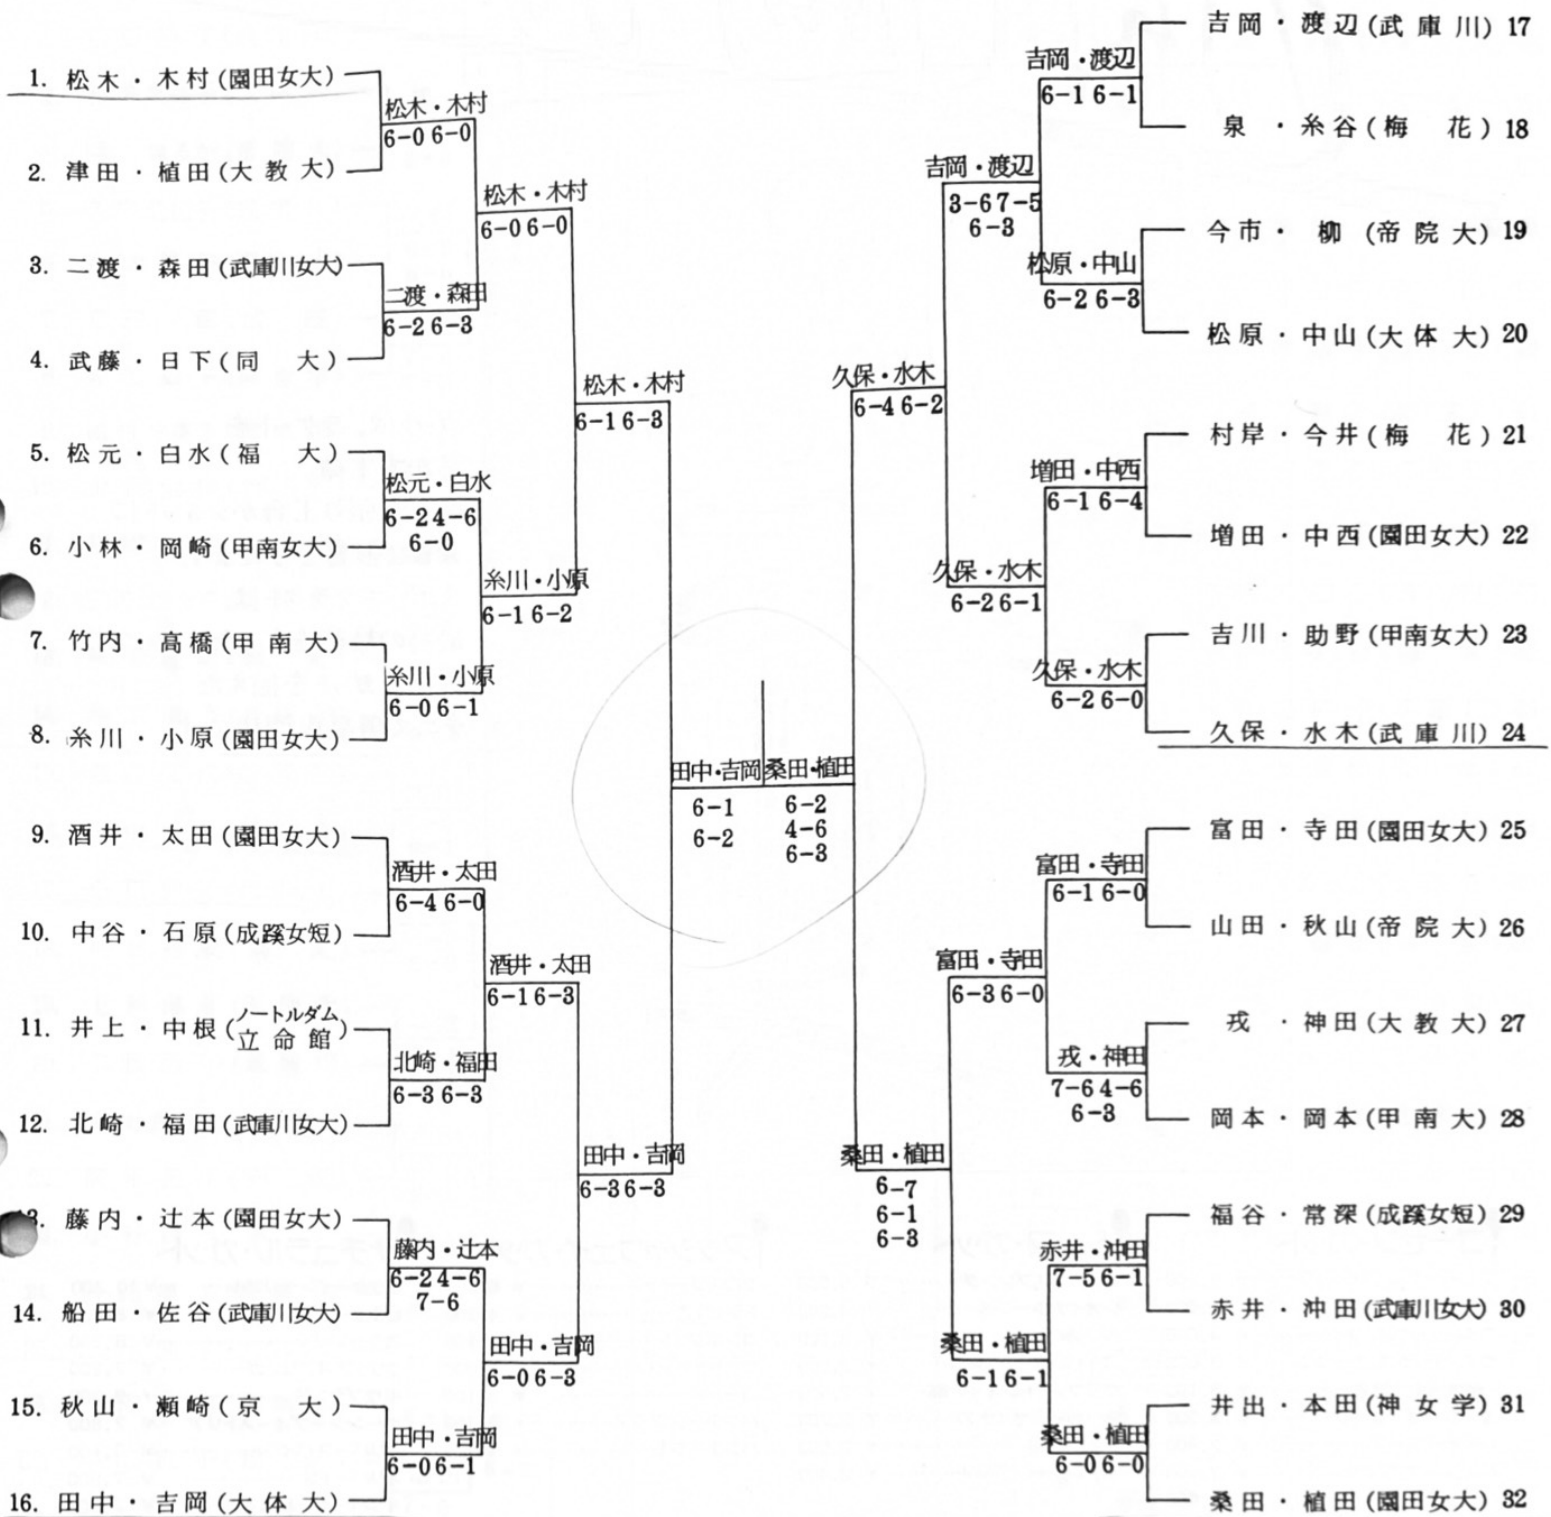 1. 松木・木村(園田女大)
2. 津田・植田(大教大)
3. 二渡・森田(武庫川女大)
4. 武藤・日下(同 大)
5. 松元・白水(福 大)
6. 小林・岡崎(甲南女大)
7. 竹内・高橋(甲南大)
8. 糸川・小原(園田女大)
9. 酒井・太田(園田女大)
10. 中谷・石原(成蹊女短)
11. 井上・中根(ノートルダム 立命館)
12. 北崎・福田(武庫川女大)
3. 藤内・辻本(園田女大)
14. 船田・佐谷(武庫川女大)
15. 秋山・瀬崎(京 大)
16. 田中・吉岡(大体大)
松木・木村
6-0 6-0
二渡・森田
6-2 6-3
松元・白水
6-2 4-6
6-0
糸川・小原
6-0 6-1
酒井・太田
6-4 6-0
北崎・福田
6-3 6-3
藤内・辻本
6-2 4-6
7-6
田中・吉岡
6-0 6-1
松木・木村
6-0 6-0
糸川・小原
6-1 6-2
酒井・太田
6-1 6-3
田中・吉岡
6-0 6-3
松木・木村
6-1 6-3
田中・吉岡
6-3 6-3
田中・吉岡
6-1
6-2
桑田・植田
6-2
4-6
6-3
久保・水木
6-4 6-2
桑田・植田
6-7
6-1
6-3
吉岡・渡辺
3-6 7-5
6-3
久保・水木
6-2 6-1
富田・寺田
6-3 6-0
桑田・植田
6-1 6-1
吉岡・渡辺
6-1 6-1
松原・中山
6-2 6-3
増田・中西
6-1 6-4
久保・水木
6-2 6-0
富田・寺田
6-1 6-0
戎・神田
7-6 4-6
6-3
赤井・沖田
7-5 6-1
桑田・植田
6-0 6-0
吉岡・渡辺(武庫川) 17
泉・糸谷(梅 花) 18
今市・柳(帝院大) 19
松原・中山(大体大) 20
村岸・今井(梅 花) 21
増田・中西(園田女大) 22
吉川・助野(甲南女大) 23
久保・水木(武庫川) 24
富田・寺田(園田女大) 25
山田・秋山(帝院大) 26
戎・神田(大教大) 27
岡本・岡本(甲南大) 28
福谷・常深(成蹊女短) 29
赤井・沖田(武庫川女大) 30
井出・本田(神女学) 31
桑田・植田(園田女大) 32